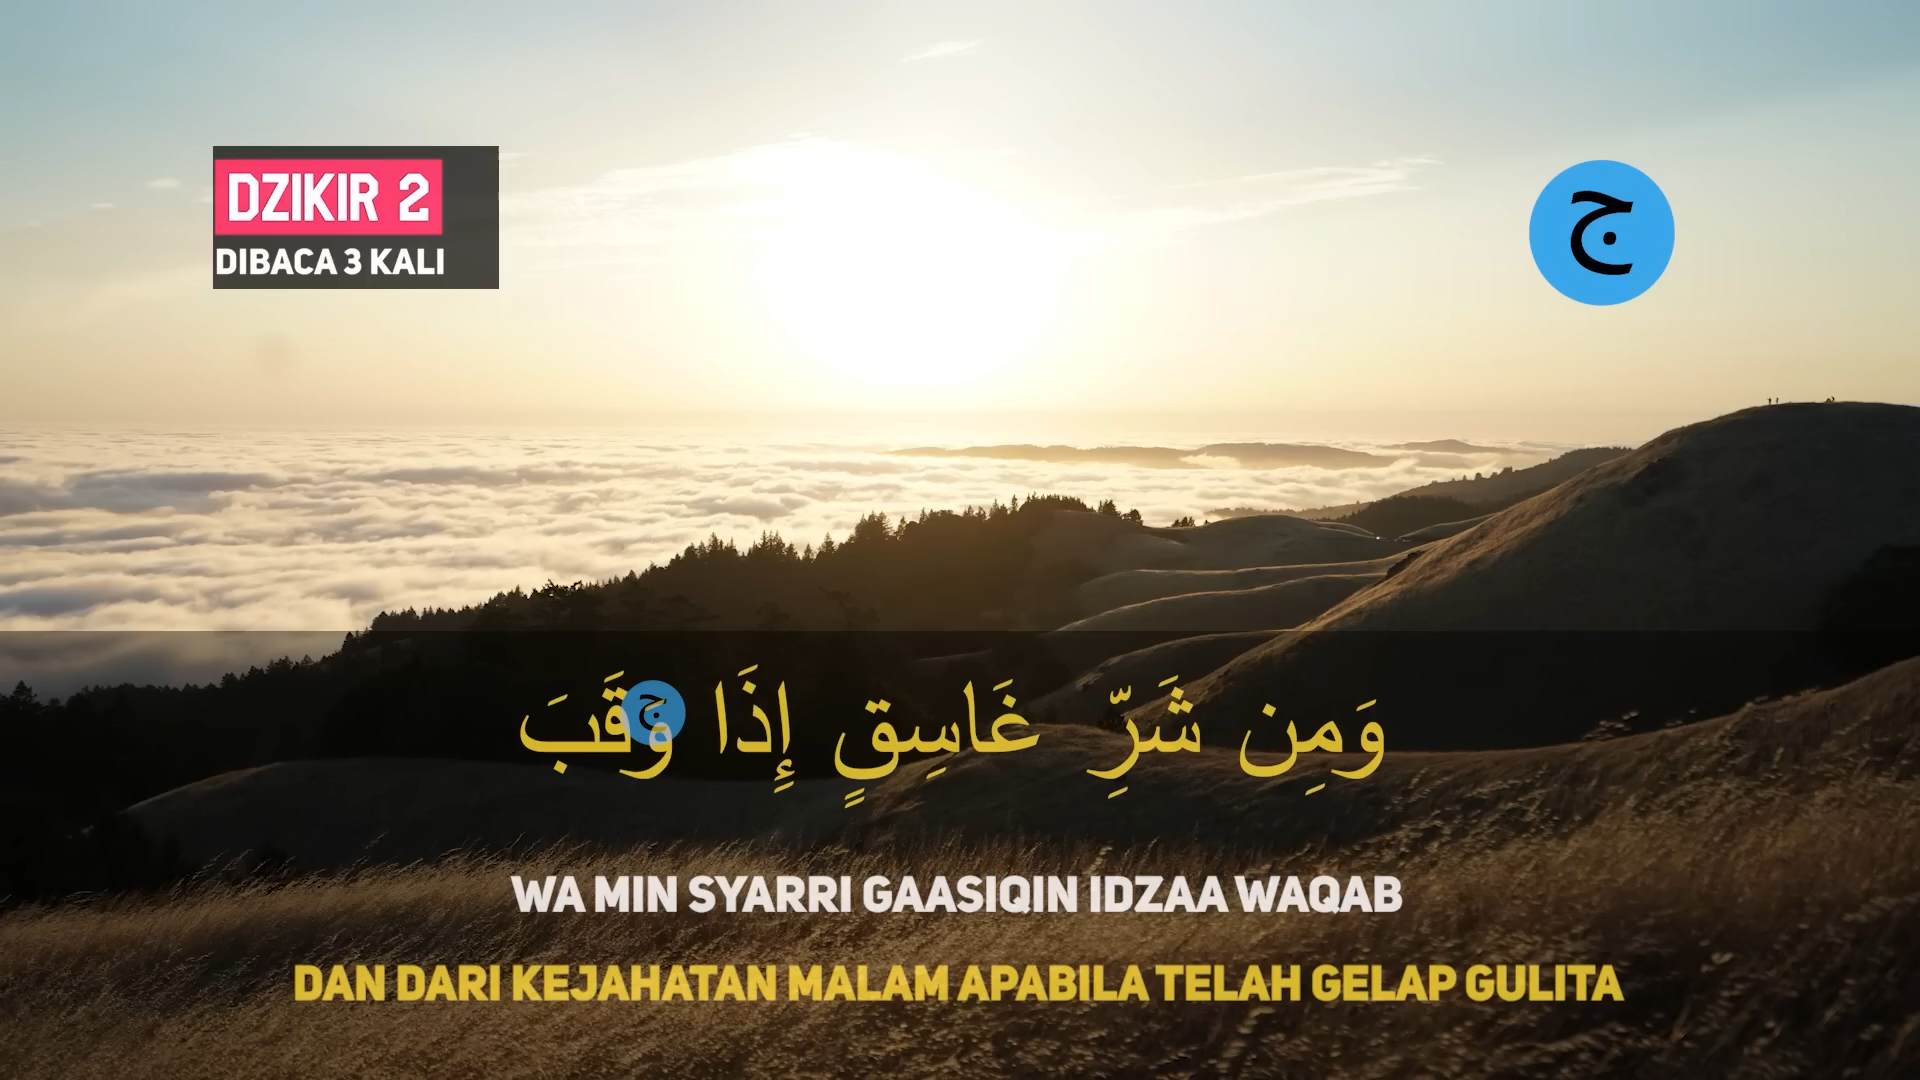 DZIKIR 2
DIBACA 3 KALI
ج
وَمِن شَرِّ غَاسِقٍ إِذَا وَقَبَ
ج
WA MIN SYARRI GAASIQIN IDZAA WAQAB
DAN DARI KEJAHATAN MALAM APABILA TELAH GELAP GULITA